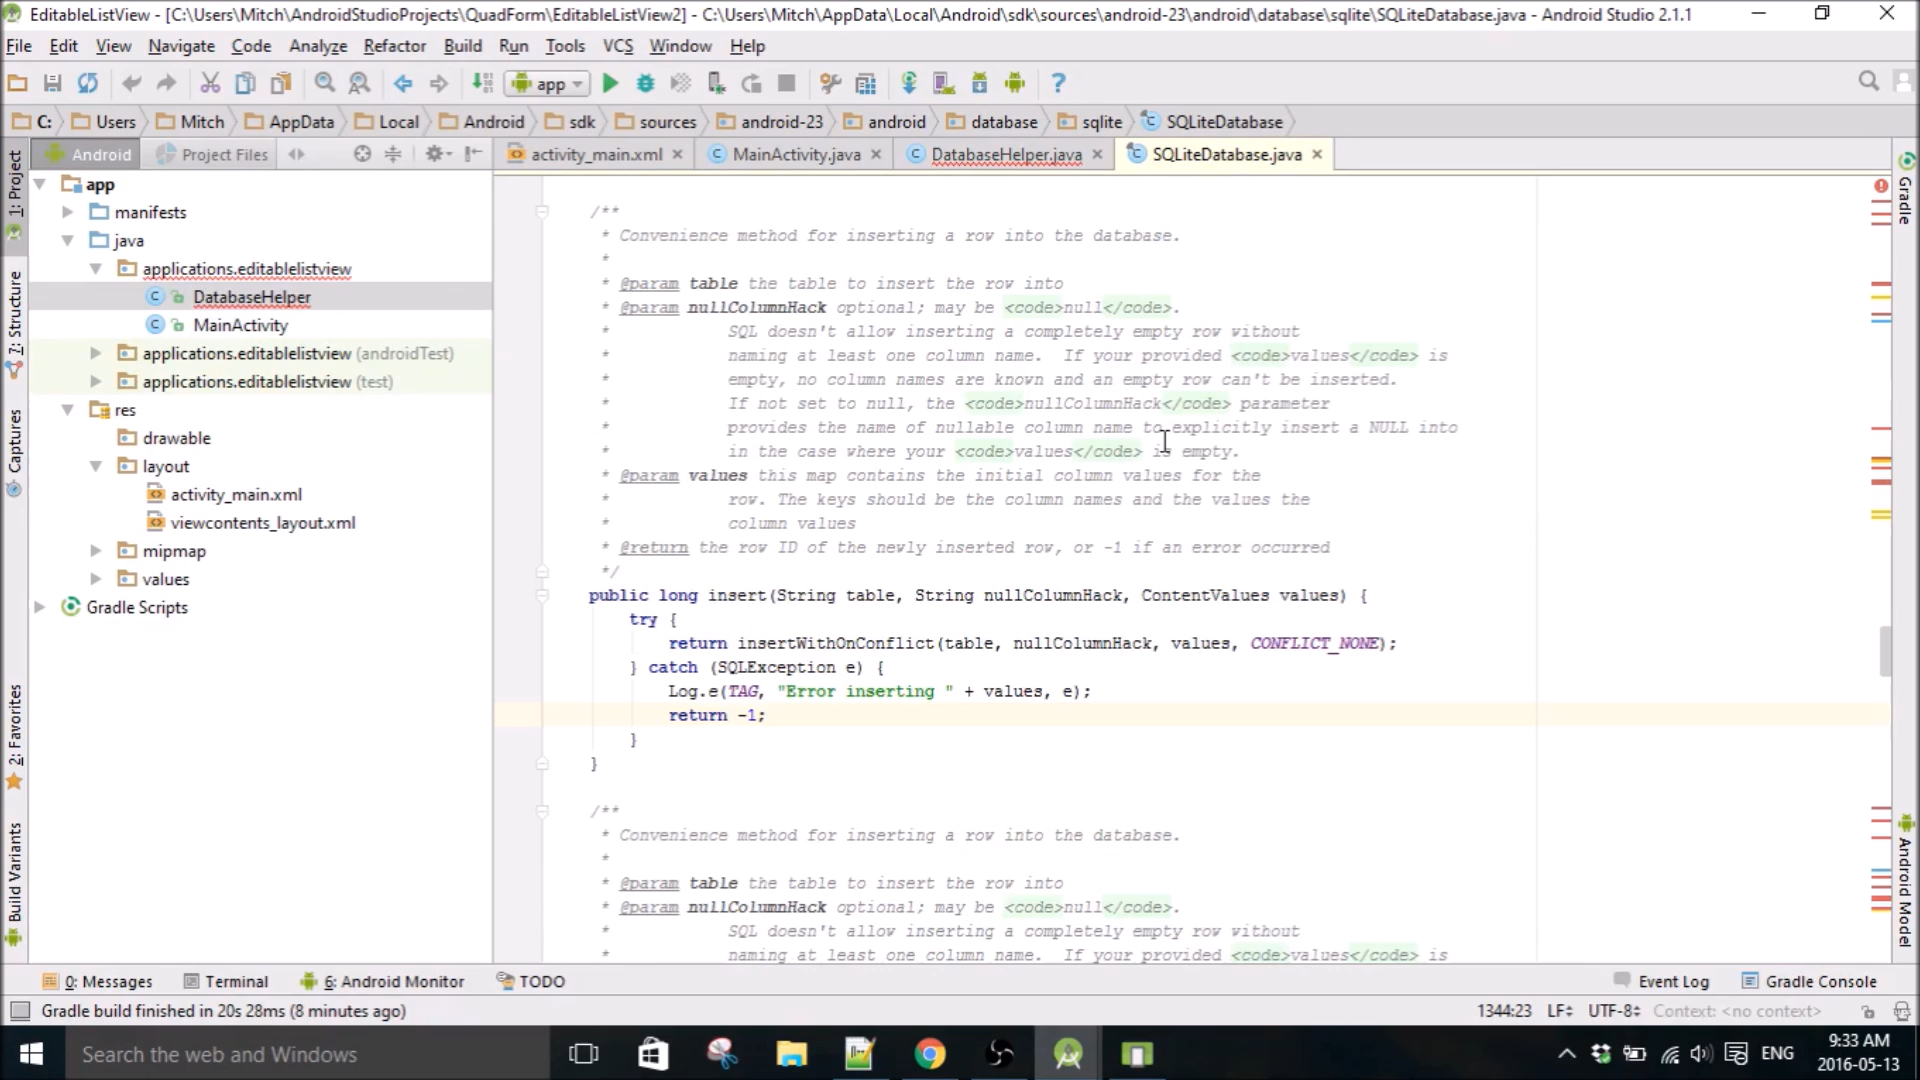 EditableListView - [C:\Users\Mitch\AndroidStudioProjects\QuadForm\EditableListView2] - C:\Users\Mitch\AppData\Local\Android\sdk\sources\android-23\android\database\sqlite\SQLiteDatabase.java - Android Studio 2.1.1
File Edit View Navigate Code Analyze Refactor Build Run Tools VCS Window Help
app
C: Users Mitch AppData Local Android sdk sources android-23 android database sqlite SQLiteDatabase
Android Project Files activity_main.xml MainActivity.java DatabaseHelper.java SQLiteDatabase.java
1: Project
7: Structure
Captures
2: Favorites
Build Variants
app
manifests
java
applications.editablelistview
DatabaseHelper
MainActivity
applications.editablelistview (androidTest)
applications.editablelistview (test)
res
drawable
layout
activity_main.xml
viewcontents_layout.xml
mipmap
values
Gradle Scripts
/**
* Convenience method for inserting a row into the database.
*
* @param table the table to insert the row into
* @param nullColumnHack optional; may be <code>null</code>.
* SQL doesn't allow inserting a completely empty row without
* naming at least one column name. If your provided <code>values</code> is
* empty, no column names are known and an empty row can't be inserted.
* If not set to null, the <code>nullColumnHack</code> parameter
* provides the name of nullable column name to explicitly insert a NULL into
* in the case where your <code>values</code> is empty.
* @param values this map contains the initial column values for the
* row. The keys should be the column names and the values the
* column values
* @return the row ID of the newly inserted row, or -1 if an error occurred
*/
public long insert(String table, String nullColumnHack, ContentValues values) {
try {
return insertWithOnConflict(table, nullColumnHack, values, CONFLICT_NONE);
} catch (SQLException e) {
Log.e(TAG, "Error inserting " + values, e);
return -1;
}
}
/**
* Convenience method for inserting a row into the database.
*
* @param table the table to insert the row into
* @param nullColumnHack optional; may be <code>null</code>.
* SQL doesn't allow inserting a completely empty row without
* naming at least one column name. If your provided <code>values</code> is
Gradle
Android Model
0: Messages Terminal 6: Android Monitor TODO Event Log Gradle Console
Gradle build finished in 20s 28ms (8 minutes ago) 1344:23 LF UTF-8 Context: <no context>
Search the web and Windows ENG 9:33 AM
2016-05-13